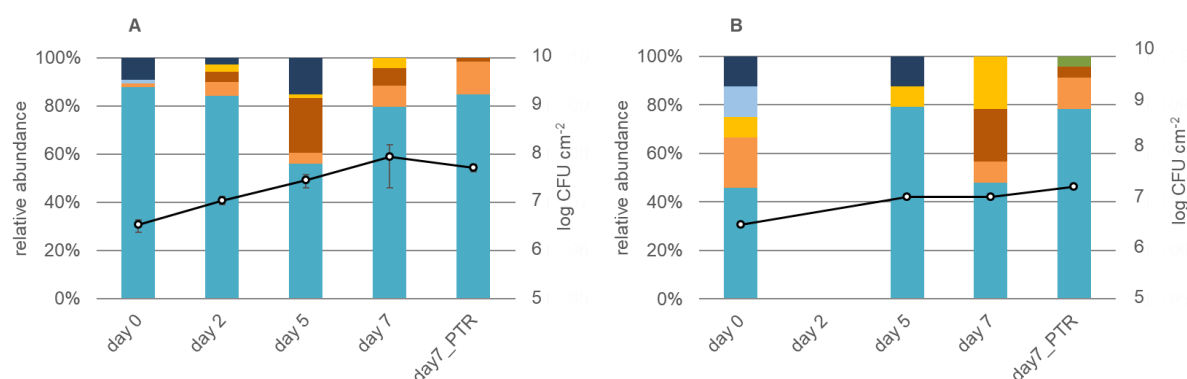 A
100%
80%
60%
40%
20%
0%
relative abundance
10
9
8
7
6
5
log CFU cm⁻²
day 0
day 2
day 5
day 7
day7_PTR
B
100%
80%
60%
40%
20%
0%
relative abundance
10
9
8
7
6
5
log CFU cm⁻²
day 0
day 2
day 5
day 7
day7_PTR